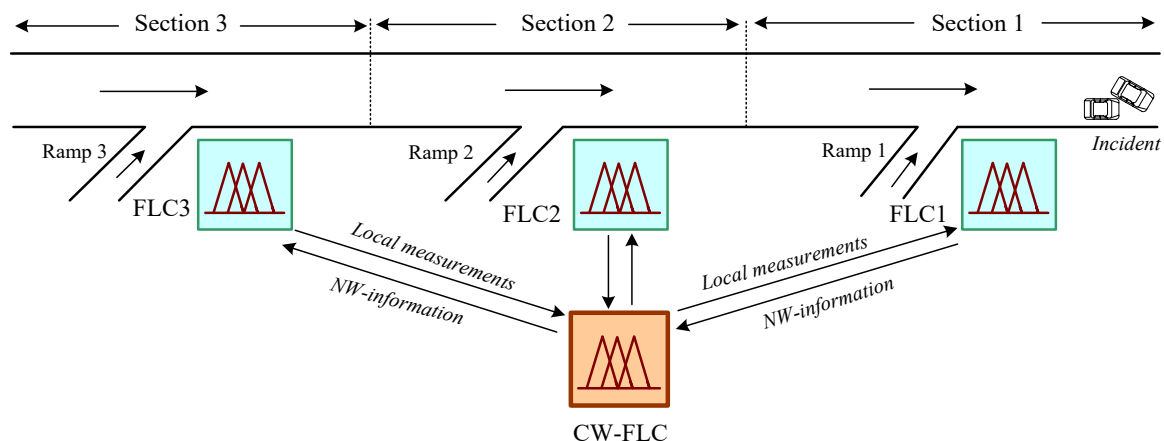 Section 3
Section 2
Section 1
Ramp 3
Ramp 2
Ramp 1
Incident
FLC3
FLC2
FLC1
Local measurements
NW-information
Local measurements
NW-information
CW-FLC